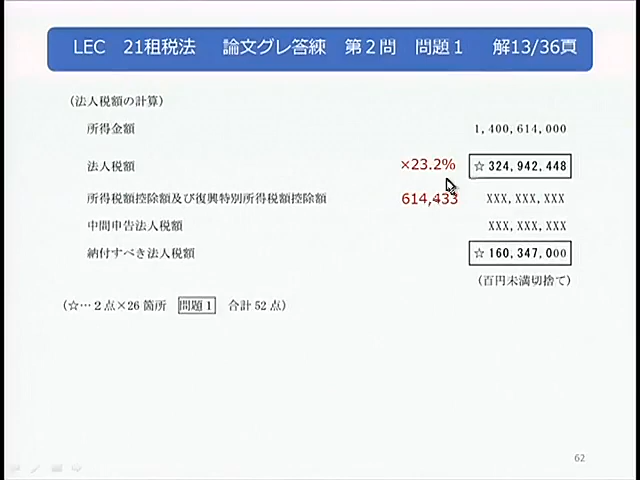 LEC 21租税法 論文グレ答練 第２問 問題１ 解13/36頁
(法人税額の計算)
所得金額 1,400,614,000
法人税額 ×23.2% ☆ 324,942,448
所得税額控除額及び復興特別所得税額控除額 614,433 XXX,XXX,XXX
中間申告法人税額 XXX,XXX,XXX
納付すべき法人税額 ☆ 160,347,000
(百円未満切捨て)
(☆…２点×26 箇所 問題１ 合計 52 点)
62